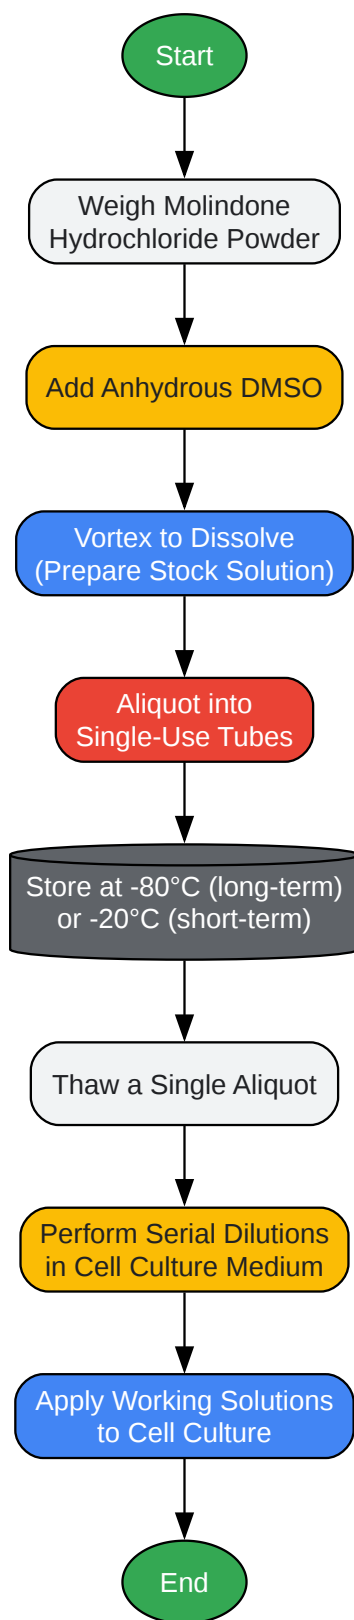 Start
Weigh Molindone
Hydrochloride Powder
Add Anhydrous DMSO
Vortex to Dissolve
(Prepare Stock Solution)
Aliquot into
Single-Use Tubes
Store at -80°C (long-term)
or -20°C (short-term)
Thaw a Single Aliquot
Perform Serial Dilutions
in Cell Culture Medium
Apply Working Solutions
to Cell Culture
End